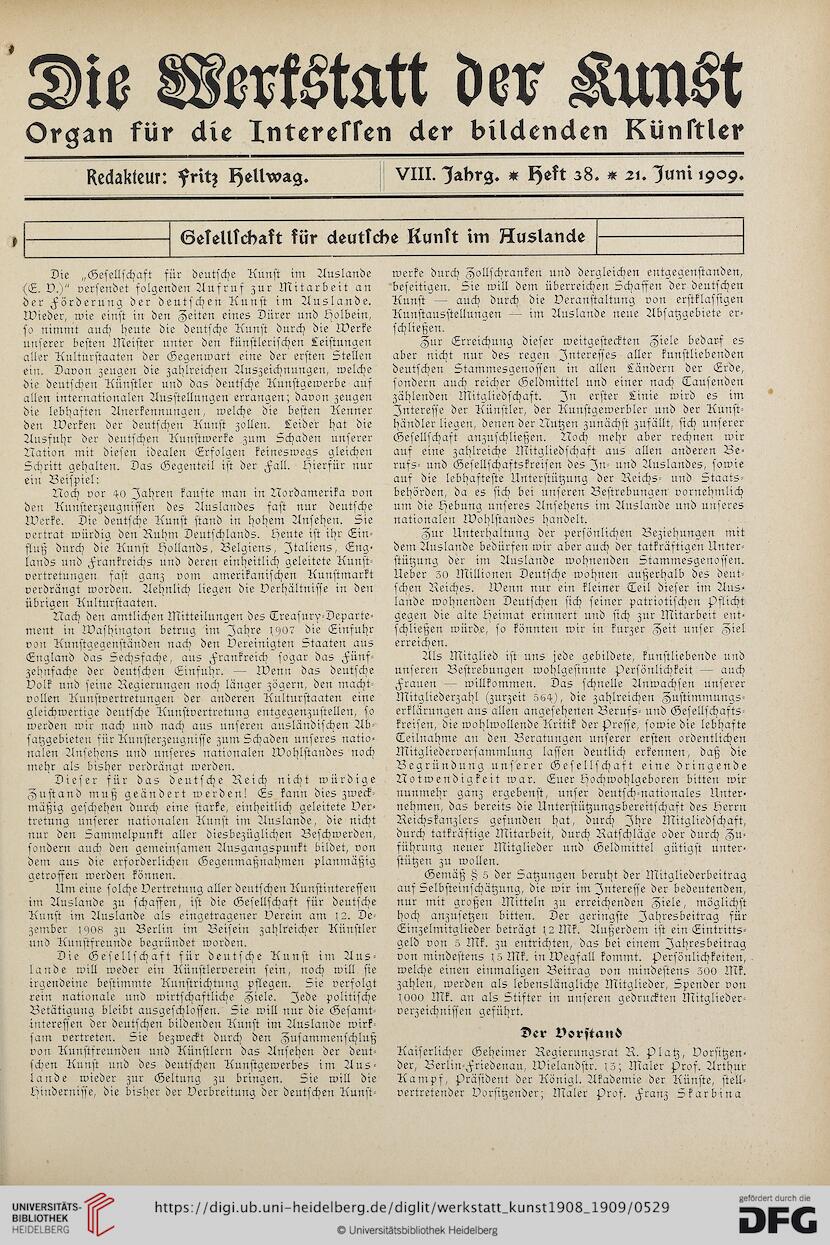 Die Werkstatt der Kunst
Organ für die Interessen der bildenden Künstler
Redakteur: Fritz Hellwag.
VIII. Jahrg. * Heft 38. * 21. Juni 1909.
Gesellschaft für deutsche Kunst im Auslande
Die „Gesellschaft für deutsche Kunst im Auslande
(E. V.)“ versendet folgenden Aufruf zur Mitarbeit an
der Förderung der deutschen Kunst im Auslande.
Wieder, wie einst in den Zeiten eines Dürer und Holbein,
so nimmt auch heute die deutsche Kunst durch die Werke
unserer besten Meister unter den künstlerischen Leistungen
aller Kulturstaaten der Gegenwart eine der ersten Stellen
ein. Davon zeugen die zahlreichen Auszeichnungen, welche
die deutschen Künstler und das deutsche Kunstgewerbe auf
allen internationalen Ausstellungen errangen; davon zeugen
die lebhaften Anerkennungen, welche die besten Kenner
den Werken der deutschen Kunst zollen. Leider hat die
Ausfuhr der deutschen Kunstwerke zum Schaden unserer
Nation mit diesen idealen Erfolgen keineswegs gleichen
Schritt gehalten. Das Gegenteil ist der Fall. Hierfür nur
ein Beispiel:
Noch vor 40 Jahren kaufte man in Nordamerika von
den Kunsterzeugnissen des Auslandes fast nur deutsche
Werke. Die deutsche Kunst stand in hohem Ansehen. Sie
vertrat würdig den Ruhm Deutschlands. Heute ist ihr Ein-
fluß durch die Kunst Hollands, Belgiens, Italiens, Eng-
lands und Frankreichs und deren einheitlich geleitete Kunst-
vertretungen fast ganz vom amerikanischen Kunstmarkt
verdrängt worden. Aehnlich liegen die Verhältnisse in den
übrigen Kulturstaaten.
Nach den amtlichen Mitteilungen des Treasury-Departe-
ment in Washington betrug im Jahre 1907 die Einfuhr
von Kunstgegenständen nach den Vereinigten Staaten aus
England das Sechsfache, aus Frankreich sogar das Fünf-
zehnfache der deutschen Einfuhr. — Wenn das deutsche
Volk und seine Regierungen noch länger zögern, den macht-
vollen Kunstvertretungen der anderen Kulturstaaten eine
gleichwertige deutsche Kunstvertretung entgegenzustellen, so
werden wir nach und nach aus unseren ausländischen Ab-
satzgebieten für Kunsterzeugnisse zum Schaden unseres natio-
nalen Ansehens und unseres nationalen Wohlstandes noch
mehr als bisher verdrängt werden.
Dieser für das deutsche Reich nicht würdige
Zustand muß geändert werden! Es kann dies zweck-
mäßig geschehen durch eine starke, einheitlich geleitete Ver-
tretung unserer nationalen Kunst im Auslande, die nicht
nur den Sammelpunkt aller diesbezüglichen Beschwerden,
sondern auch den gemeinsamen Ausgangspunkt bildet, von
dem aus die erforderlichen Gegenmaßnahmen planmäßig
getroffen werden können.
Um eine solche Vertretung aller deutschen Kunstinteressen
im Auslande zu schaffen, ist die Gesellschaft für deutsche
Kunst im Auslande als eingetragener Verein am 12. De-
zember 1908 zu Berlin im Beisein zahlreicher Künstler
und Kunstfreunde begründet worden.
Die Gesellschaft für deutsche Kunst im Aus-
lande will weder ein Künstlerverein sein, noch will sie
irgendeine bestimmte Kunstrichtung pflegen. Sie verfolgt
rein nationale und wirtschaftliche Ziele. Jede politische
Betätigung bleibt ausgeschlossen. Sie will nur die Gesamt-
interessen der deutschen bildenden Kunst im Auslande wirk-
sam vertreten. Sie bezweckt durch den Zusammenschluß
von Kunstfreunden und Künstlern das Ansehen der deut-
schen Kunst und des deutschen Kunstgewerbes im Aus-
lande wieder zur Geltung zu bringen. Sie will die
Hindernisse, die bisher der Verbreitung der deutschen Kunst-
werke durch Zollschranken und dergleichen entgegenstanden,
beseitigen. Sie will dem überreichen Schaffen der deutschen
Kunst — auch durch die Veranstaltung von erstklassigen
Kunstausstellungen — im Auslande neue Absatzgebiete er-
schließen.
Zur Erreichung dieser weitgesteckten Ziele bedarf es
aber nicht nur des regen Interesses aller kunstliebenden
deutschen Stammesgenossen in allen Ländern der Erde,
sondern auch reicher Geldmittel und einer nach Tausenden
zählenden Mitgliedschaft. In erster Linie wird es im
Interesse der Künstler, der Kunstgewerbler und der Kunst-
händler liegen, denen der Nutzen zunächst zufällt, sich unserer
Gesellschaft anzuschließen. Noch mehr aber rechnen wir
auf eine zahlreiche Mitgliedschaft aus allen anderen Be-
rufs- und Gesellschaftskreisen des In- und Auslandes, sowie
auf die lebhafteste Unterstützung der Reichs- und Staats-
behörden, da es sich bei unseren Bestrebungen vornehmlich
um die Hebung unseres Ansehens im Auslande und unseres
nationalen Wohlstandes handelt.
Zur Unterhaltung der persönlichen Beziehungen mit
dem Auslande bedürfen wir aber auch der tatkräftigen Unter-
stützung der im Auslande wohnenden Stammesgenossen.
Ueber 30 Millionen Deutsche wohnen außerhalb des deut-
schen Reiches. Wenn nur ein kleiner Teil dieser im Aus-
lande wohnenden Deutschen sich seiner patriotischen Pflicht
gegen die alte Heimat erinnert und sich zur Mitarbeit ent-
schließen würde, so könnten wir in kurzer Zeit unser Ziel
erreichen.
Als Mitglied ist uns jede gebildete, kunstliebende und
unseren Bestrebungen wohlgesinnte Persönlichkeit — auch
Frauen — willkommen. Das schnelle Anwachsen unserer
Mitgliederzahl (zurzeit 564), die zahlreichen Zustimmungs-
erklärungen aus allen angesehenen Berufs- und Gesellschafts-
kreisen, die wohlwollende Kritik der Presse, sowie die lebhafte
Teilnahme an den Beratungen unserer ersten ordentlichen
Mitgliederversammlung lassen deutlich erkennen, daß die
Begründung unserer Gesellschaft eine dringende
Notwendigkeit war. Euer Hochwohlgeboren bitten wir
nunmehr ganz ergebenst, unser deutsch-nationales Unter-
nehmen, das bereits die Unterstützungsbereitschaft des Herrn
Reichskanzlers gefunden hat, durch Ihre Mitgliedschaft,
durch tatkräftige Mitarbeit, durch Ratschläge oder durch Zu-
führung neuer Mitglieder und Geldmittel gütigst unter-
stützen zu wollen.
Gemäß § 5 der Satzungen beruht der Mitgliederbeitrag
auf Selbsteinschätzung, die wir im Interesse der bedeutenden,
nur mit großen Mitteln zu erreichenden Ziele, möglichst
hoch anzusetzen bitten. Der geringste Jahresbeitrag für
Einzelmitglieder beträgt 12 Mk. Außerdem ist ein Eintritts-
geld von 5 Mk. zu entrichten, das bei einem Jahresbeitrag
von mindestens 15 Mk. in Wegfall kommt. Persönlichkeiten,
welche einen einmaligen Beitrag von mindestens 300 Mk.
zahlen, werden als lebenslängliche Mitglieder, Spender von
1000 Mk. an als Stifter in unseren gedruckten Mitglieder-
verzeichnissen geführt.
Der Vorstand
Kaiserlicher Geheimer Regierungsrat R. Platz, Vorsitzen-
der, Berlin-Friedenau, Wielandstr. 15; Maler Prof. Arthur
Kampf, Präsident der Königl. Akademie der Künste, stell-
vertretender Vorsitzender; Maler Prof. Franz Skarbina
UNIVERSITÄTS-
BIBLIOTHEK
HEIDELBERG
https://digi.ub.uni-heidelberg.de/diglit/werkstatt_kunst1908_1909/0529
© Universitätsbibliothek Heidelberg
gefördert durch die
DFG